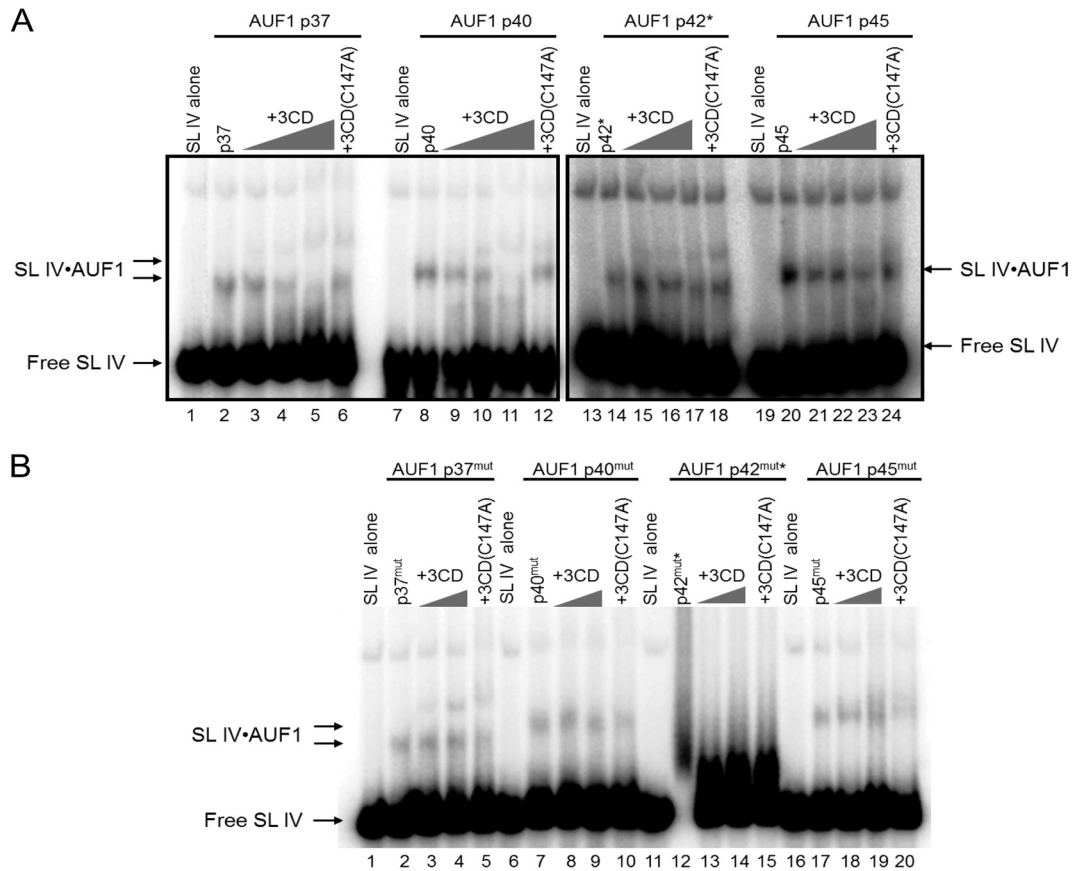 A
AUF1 p37 AUF1 p40 AUF1 p42* AUF1 p45
SL IV alone p37 +3CD +3CD(C147A) SL IV alone p40 +3CD +3CD(C147A) SL IV alone p42* +3CD +3CD(C147A) SL IV alone p45 +3CD +3CD(C147A)
SL IV•AUF1 SL IV•AUF1
Free SL IV Free SL IV
1 2 3 4 5 6 7 8 9 10 11 12 13 14 15 16 17 18 19 20 21 22 23 24
B
AUF1 p37mut AUF1 p40mut AUF1 p42mut* AUF1 p45mut
SL IV alone p37mut +3CD +3CD(C147A) SL IV alone p40mut +3CD +3CD(C147A) SL IV alone p42mut* +3CD +3CD(C147A) SL IV alone p45mut +3CD +3CD(C147A)
SL IV•AUF1
Free SL IV
1 2 3 4 5 6 7 8 9 10 11 12 13 14 15 16 17 18 19 20